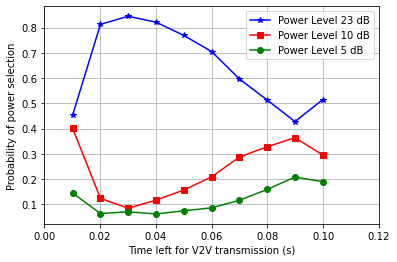 Power Level 23 dB
Power Level 10 dB
Power Level 5 dB
Probability of power selection
0.8
0.7
0.6
0.5
0.4
0.3
0.2
0.1
0.00 0.02 0.04 0.06 0.08 0.10 0.12
Time left for V2V transmission (s)